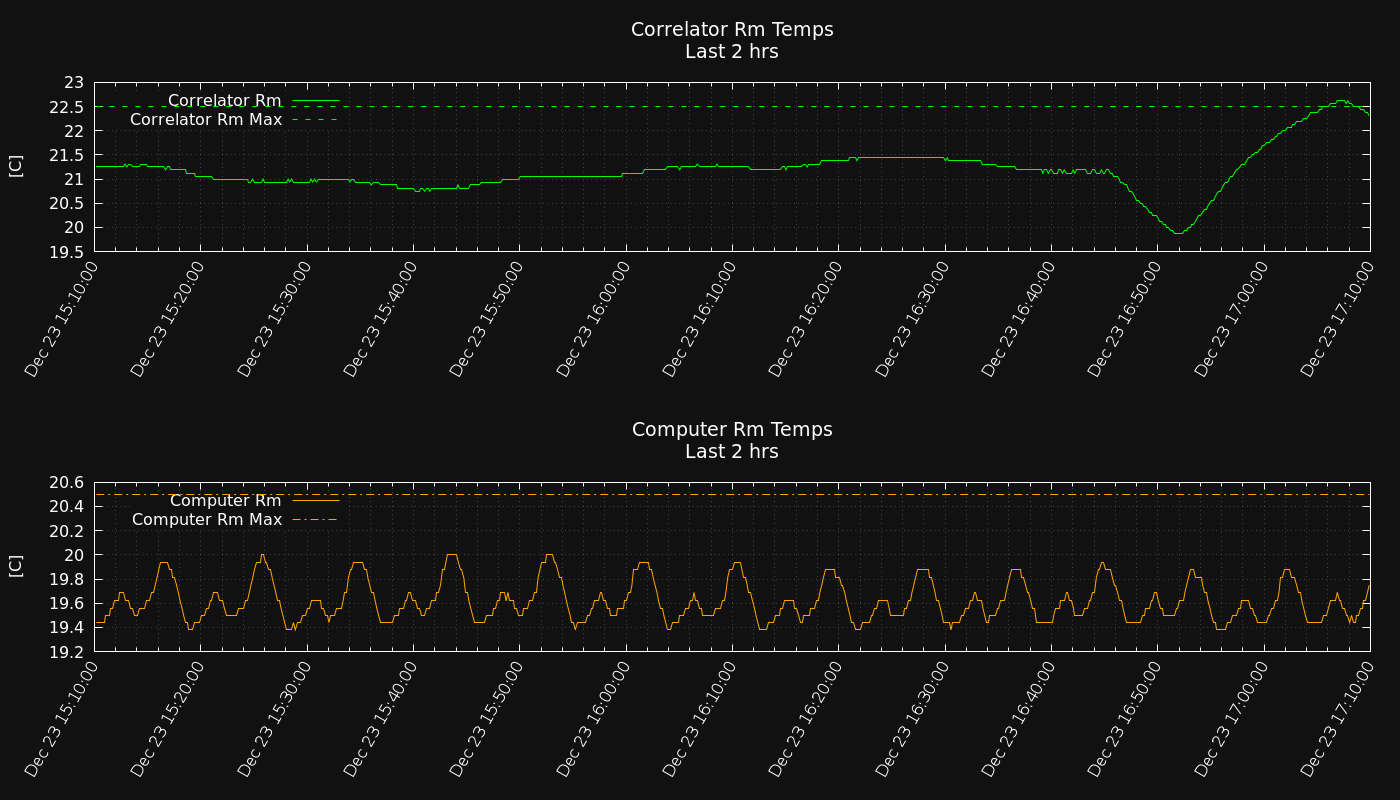 Correlator Rm Temps
Last 2 hrs
[C]
23
22.5
22
21.5
21
20.5
20
19.5
Correlator Rm
Correlator Rm Max
Dec 23 15:10:00
Dec 23 15:20:00
Dec 23 15:30:00
Dec 23 15:40:00
Dec 23 15:50:00
Dec 23 16:00:00
Dec 23 16:10:00
Dec 23 16:20:00
Dec 23 16:30:00
Dec 23 16:40:00
Dec 23 16:50:00
Dec 23 17:00:00
Dec 23 17:10:00
Computer Rm Temps
Last 2 hrs
[C]
20.6
20.4
20.2
20
19.8
19.6
19.4
19.2
Computer Rm
Computer Rm Max
Dec 23 15:10:00
Dec 23 15:20:00
Dec 23 15:30:00
Dec 23 15:40:00
Dec 23 15:50:00
Dec 23 16:00:00
Dec 23 16:10:00
Dec 23 16:20:00
Dec 23 16:30:00
Dec 23 16:40:00
Dec 23 16:50:00
Dec 23 17:00:00
Dec 23 17:10:00